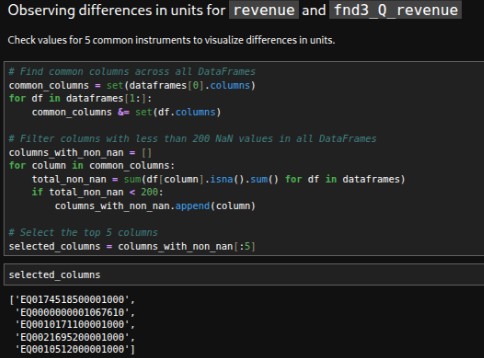 Observing differences in units for revenue and fnd3_Q_revenue
Check values for 5 common instruments to visualize differences in units.
# Find common columns across all DataFrames
common_columns = set(dataframes[0].columns)
for df in dataframes[1:]:
    common_columns &= set(df.columns)
# Filter columns with less than 200 NaN values in all DataFrames
columns_with_non_nan = []
for column in common_columns:
    total_non_nan = sum(df[column].isna().sum() for df in dataframes)
    if total_non_nan < 200:
        columns_with_non_nan.append(column)
# Select the top 5 columns
selected_columns = columns_with_non_nan[:5]
selected_columns
['EQ0174518500001000',
 'EQ0000000001067610',
 'EQ0010171100001000',
 'EQ0021695200001000',
 'EQ0010512000001000']